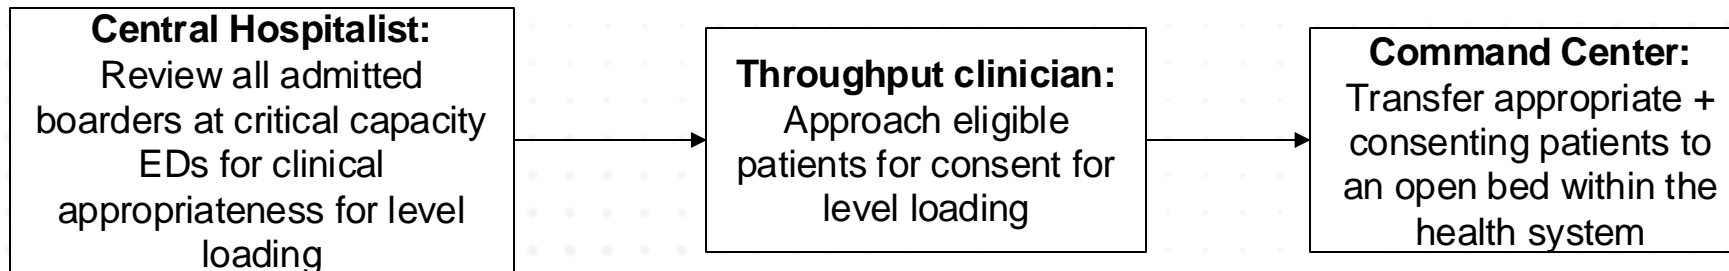 Central Hospitalist:
Review all admitted
boarders at critical capacity
EDs for clinical
appropriateness for level
loading
Throughput clinician:
Approach eligible
patients for consent for
level loading
Command Center:
Transfer appropriate +
consenting patients to
an open bed within the
health system